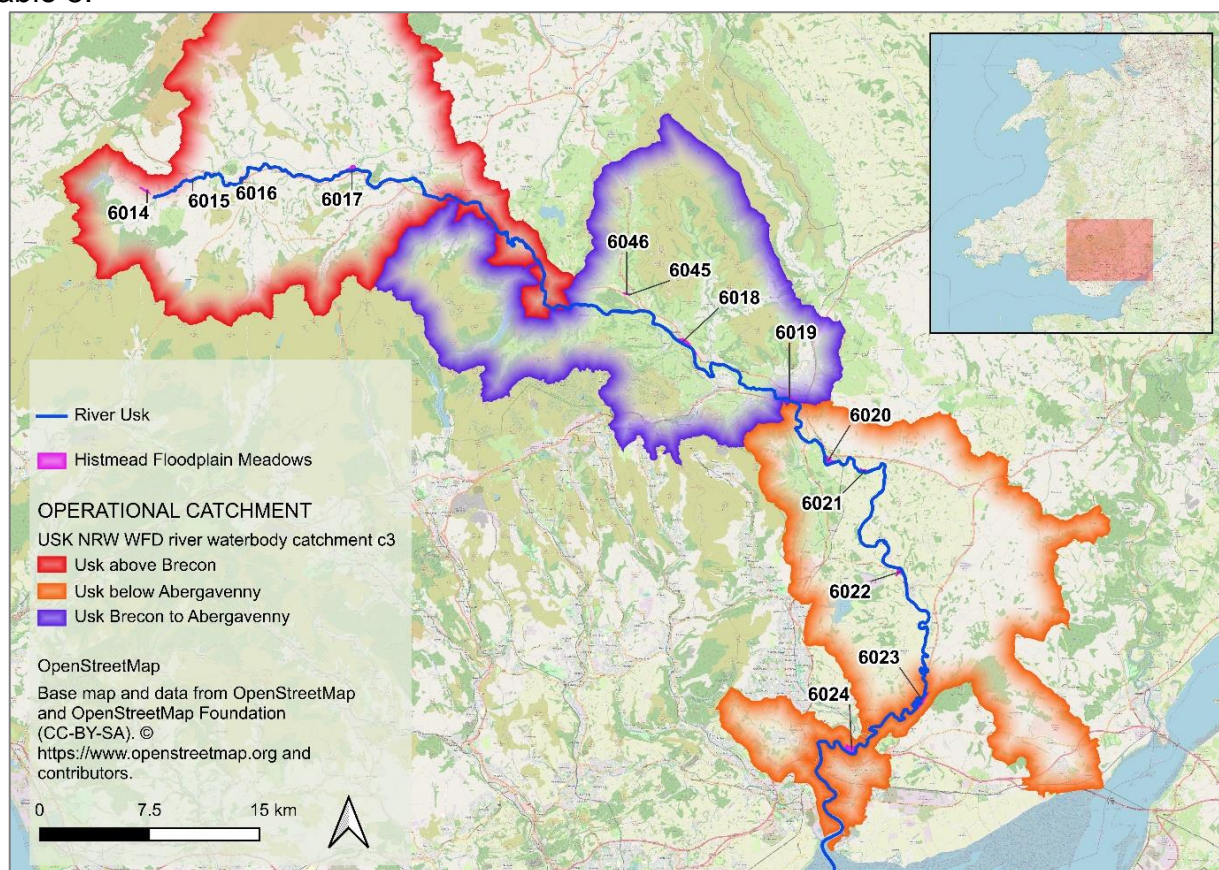 6014
6015
6016
6017
6046
6045
6018
6019
6020
6021
6022
6023
6024
River Usk
Histmead Floodplain Meadows
OPERATIONAL CATCHMENT
USK NRW WFD river waterbody catchment c3
Usk above Brecon
Usk below Abergavenny
Usk Brecon to Abergavenny
OpenStreetMap
Base map and data from OpenStreetMap
and OpenStreetMap Foundation
(CC-BY-SA). ©
https://www.openstreetmap.org and
contributors.
0 7.5 15 km